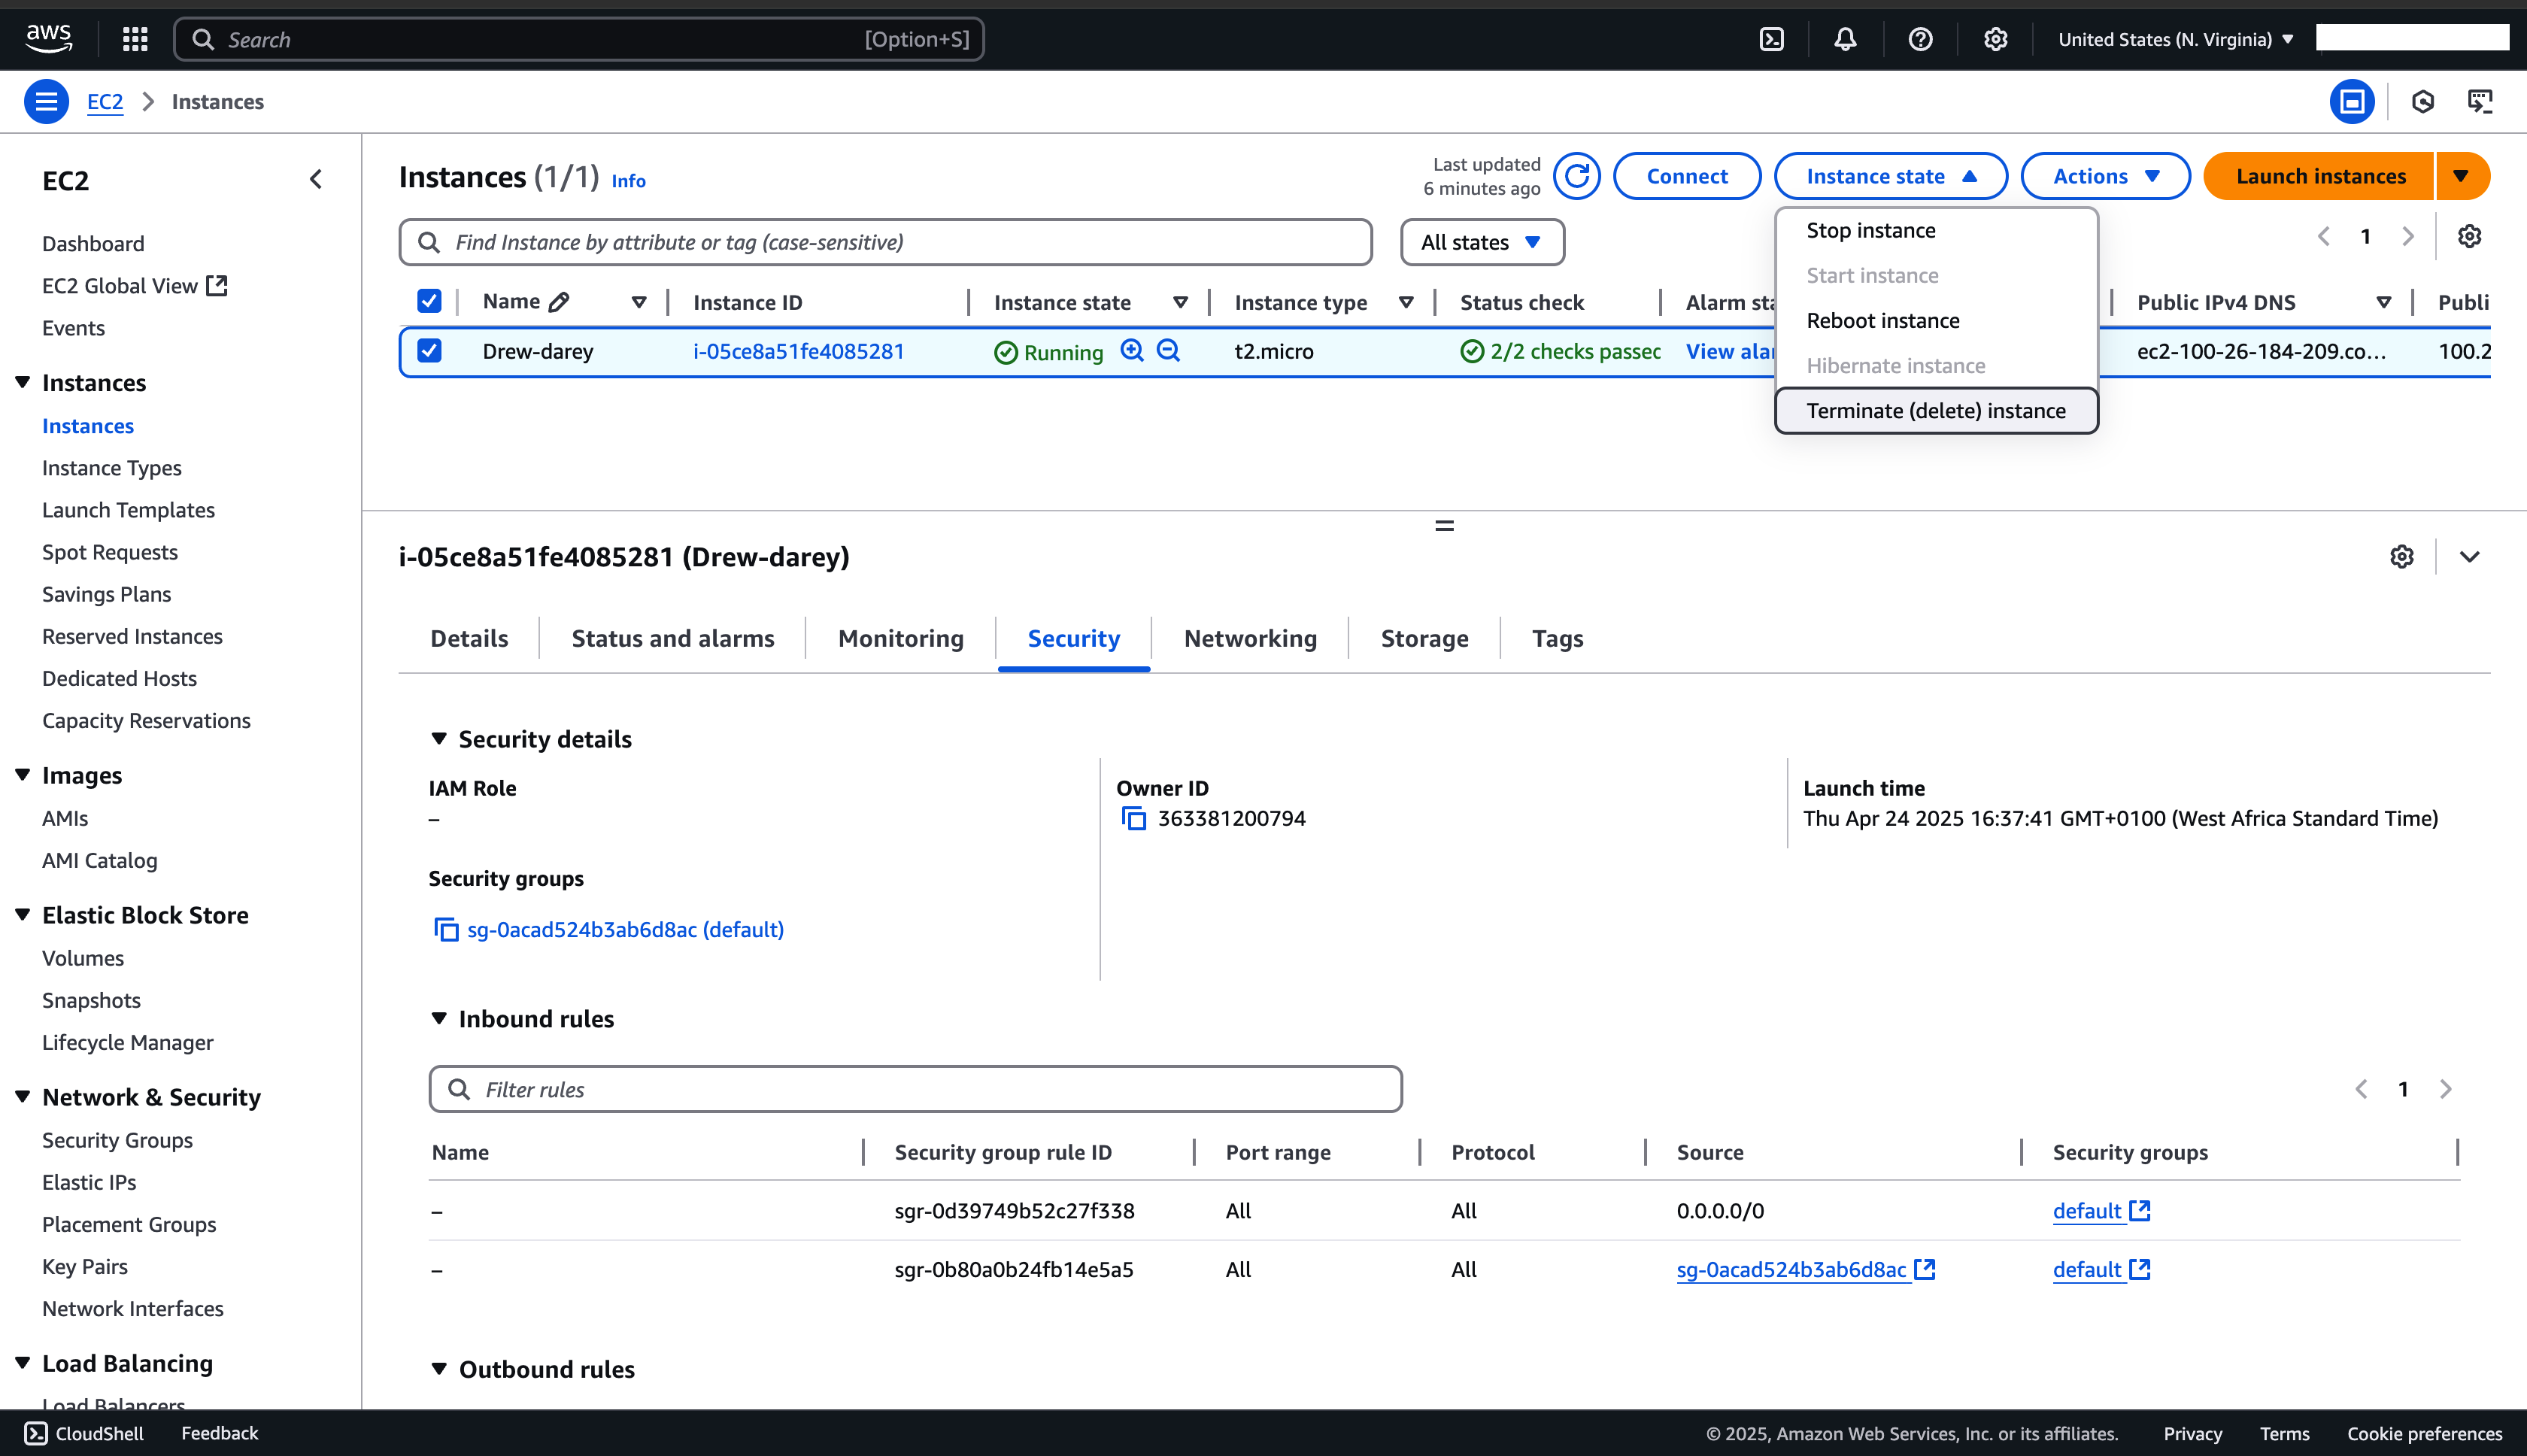 aws
Search [Option+S]
United States (N. Virginia)
EC2 Instances
EC2
Dashboard
EC2 Global View
Events
Instances
Instances
Instance Types
Launch Templates
Spot Requests
Savings Plans
Reserved Instances
Dedicated Hosts
Capacity Reservations
Images
AMIs
AMI Catalog
Elastic Block Store
Volumes
Snapshots
Lifecycle Manager
Network & Security
Security Groups
Elastic IPs
Placement Groups
Key Pairs
Network Interfaces
Load Balancing
Load Balancers
Instances (1/1) Info
Last updated
6 minutes ago
Connect
Instance state
Actions
Launch instances
Find Instance by attribute or tag (case-sensitive)
All states
Stop instance
Start instance
Reboot instance
Hibernate instance
Terminate (delete) instance
1
Name Instance ID Instance state Instance type Status check Alarm sta Public IPv4 DNS Publi
Drew-darey i-05ce8a51fe4085281 Running t2.micro 2/2 checks passec View alar ec2-100-26-184-209.co... 100.2
i-05ce8a51fe4085281 (Drew-darey)
Details Status and alarms Monitoring Security Networking Storage Tags
Security details
IAM Role
–
Owner ID
363381200794
Launch time
Thu Apr 24 2025 16:37:41 GMT+0100 (West Africa Standard Time)
Security groups
sg-0acad524b3ab6d8ac (default)
Inbound rules
Filter rules
1
Name Security group rule ID Port range Protocol Source Security groups
– sgr-0d39749b52c27f338 All All 0.0.0.0/0 default
– sgr-0b80a0b24fb14e5a5 All All sg-0acad524b3ab6d8ac default
Outbound rules
CloudShell Feedback © 2025, Amazon Web Services, Inc. or its affiliates. Privacy Terms Cookie preferences